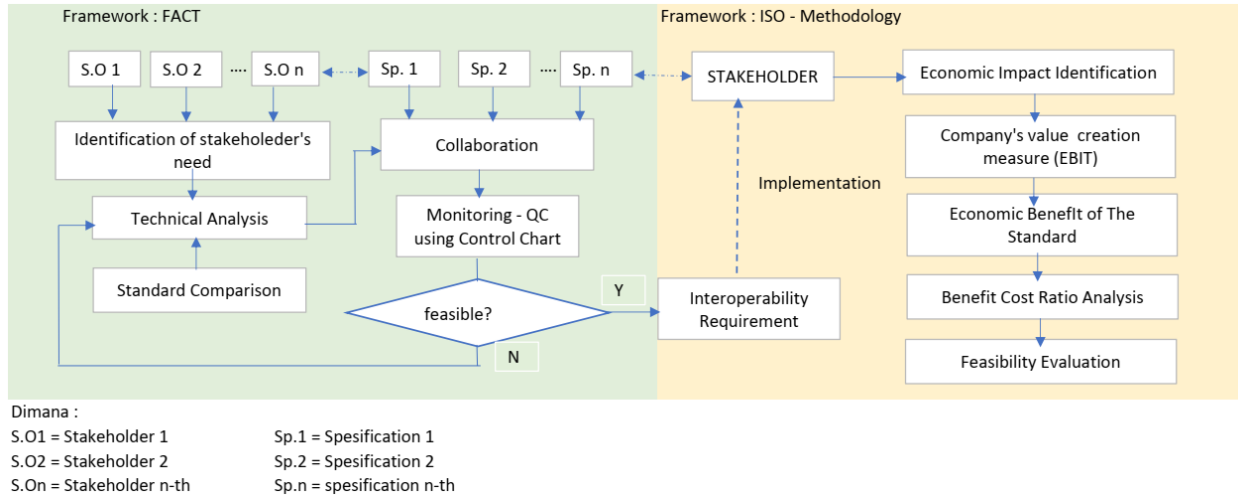 Framework : FACT
Framework : ISO - Methodology
S.O 1
S.O 2
....
S.O n
Sp. 1
Sp. 2
....
Sp. n
STAKEHOLDER
Economic Impact Identification
Identification of stakeholeder's
need
Collaboration
Company's value creation
measure (EBIT)
Implementation
Technical Analysis
Monitoring - QC
using Control Chart
Economic BenefIt of The
Standard
Standard Comparison
feasible?
Y
N
Interoperability
Requirement
Benefit Cost Ratio Analysis
Feasibility Evaluation
Dimana :
S.O1 = Stakeholder 1
Sp.1 = Spesification 1
S.O2 = Stakeholder 2
Sp.2 = Spesification 2
S.On = Stakeholder n-th
Sp.n = spesification n-th